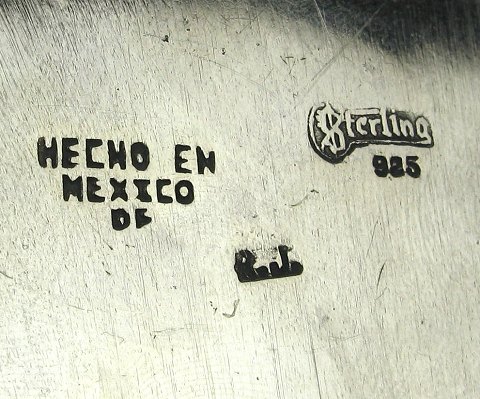 HECHO EN
MEXICO
DF
Sterling
925